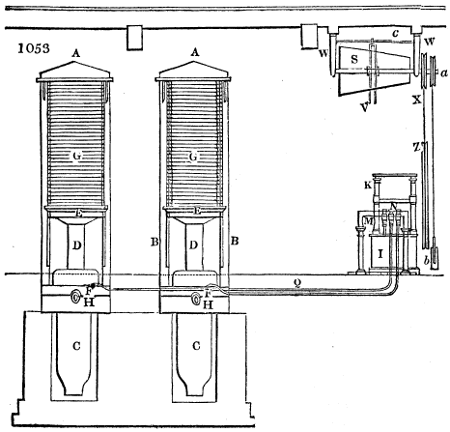 1053
A A
c
W S W
a
V X
G G
Z
K
E E
N
M
D B D B
I b
F F Q
H H
C C